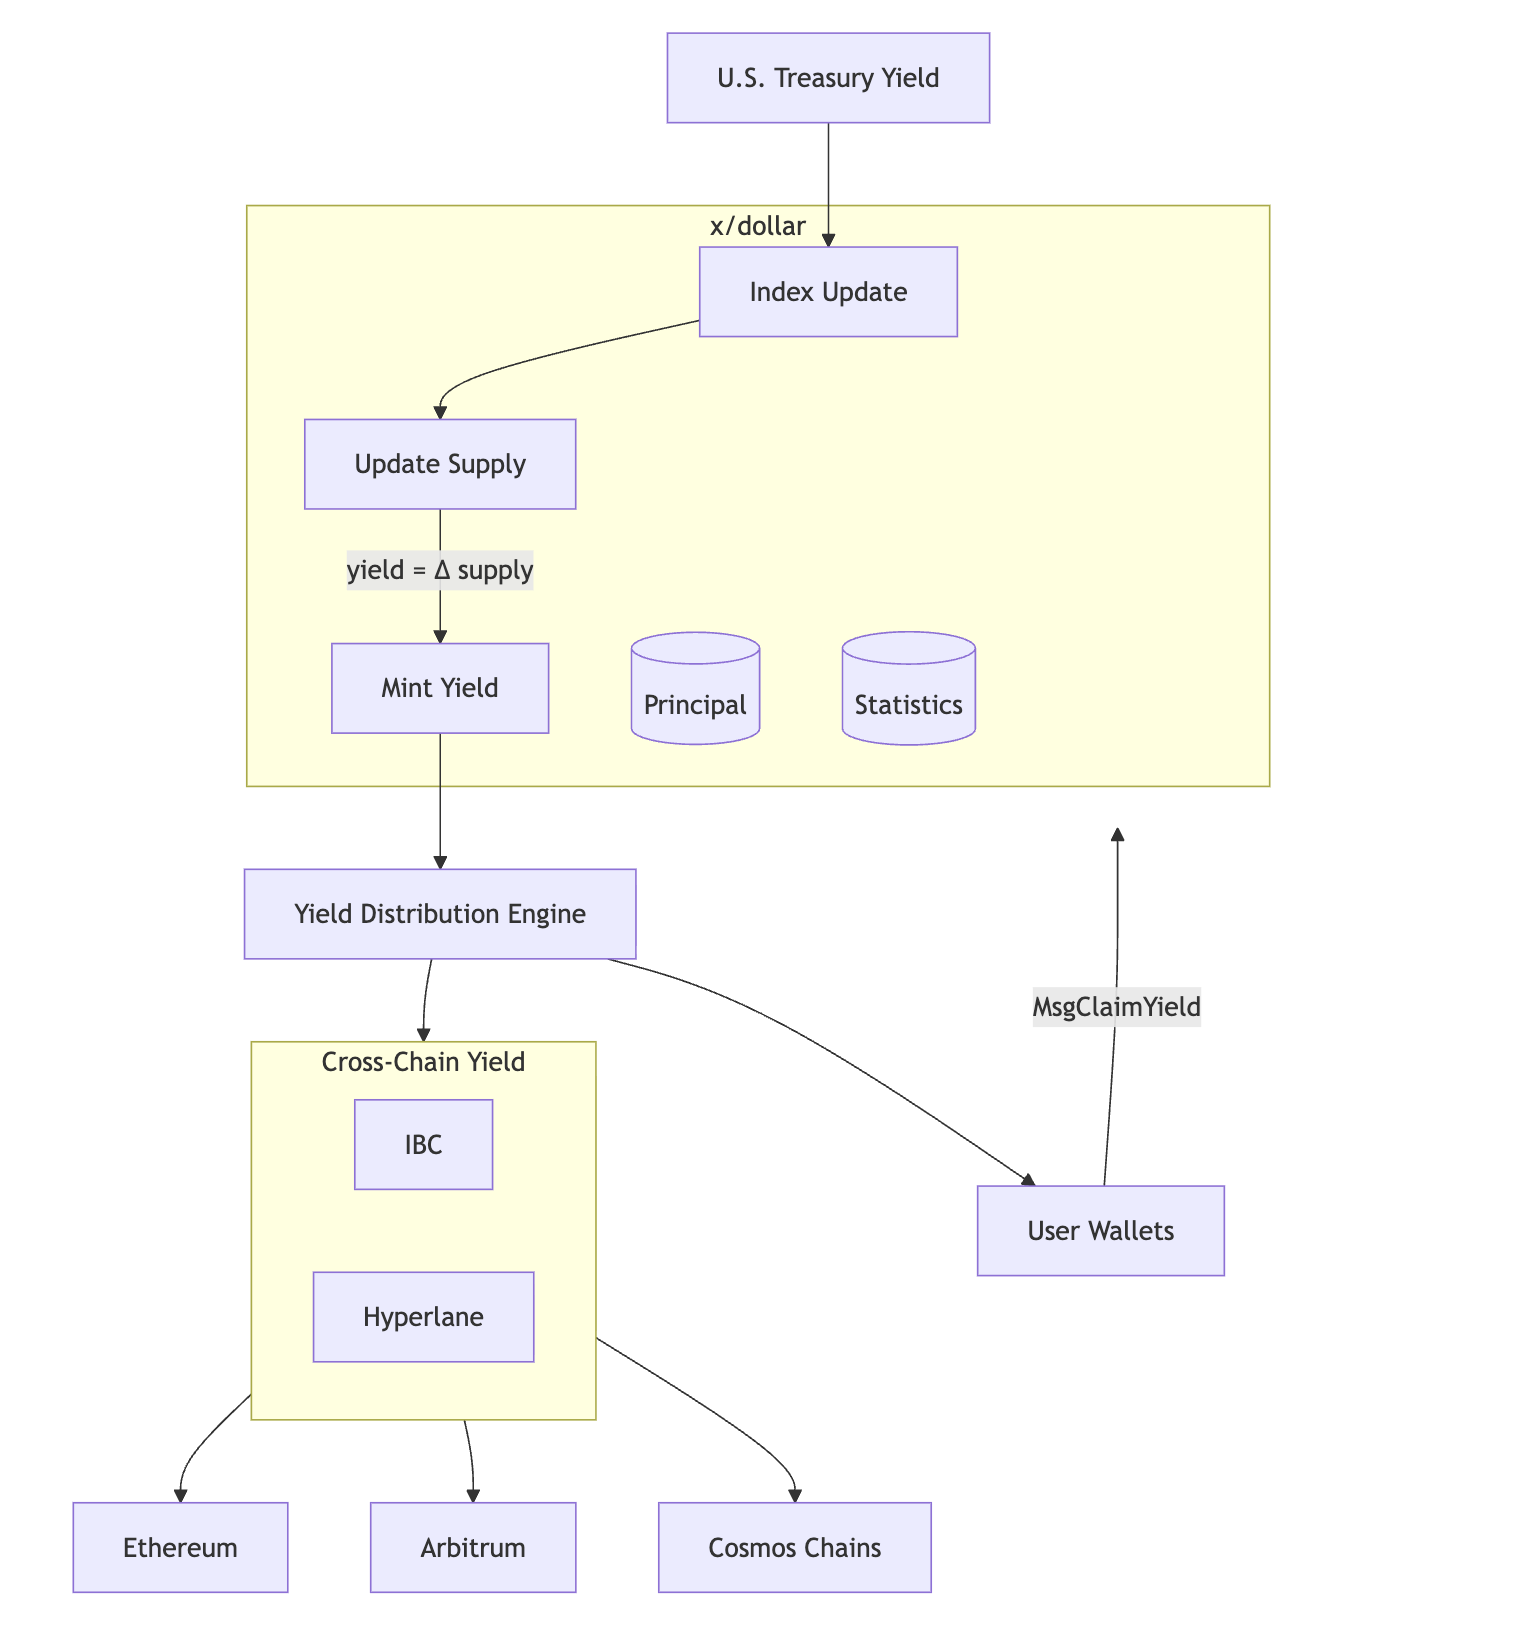 U.S. Treasury Yield
x/dollar
Index Update
Update Supply
yield = Δ supply
Mint Yield
Principal
Statistics
Yield Distribution Engine
MsgClaimYield
Cross-Chain Yield
IBC
User Wallets
Hyperlane
Ethereum
Arbitrum
Cosmos Chains